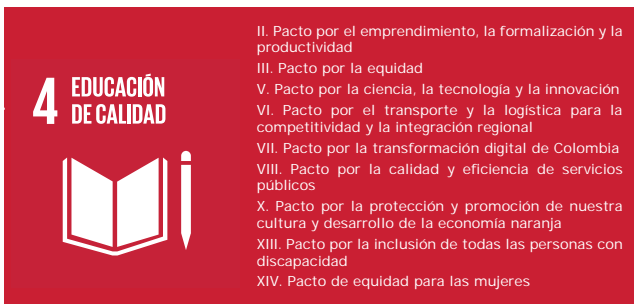 4 EDUCACIÓN
DE CALIDAD
II. Pacto por el emprendimiento, la formalización y la
productividad
III. Pacto por la equidad
V. Pacto por la ciencia, la tecnología y la innovación
VI. Pacto por el transporte y la logística para la
competitividad y la integración regional
VII. Pacto por la transformación digital de Colombia
VIII. Pacto por la calidad y eficiencia de servicios
públicos
X. Pacto por la protección y promoción de nuestra
cultura y desarrollo de la economía naranja
XIII. Pacto por la inclusión de todas las personas con
discapacidad
XIV. Pacto de equidad para las mujeres